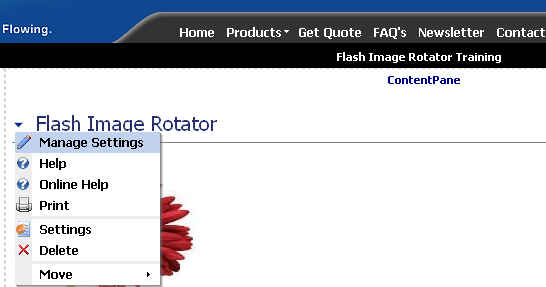 Flowing.
Home Products Get Quote FAQ's Newsletter Contact
Flash Image Rotator Training
ContentPane
Flash Image Rotator
Manage Settings
Help
Online Help
Print
Settings
Delete
Move